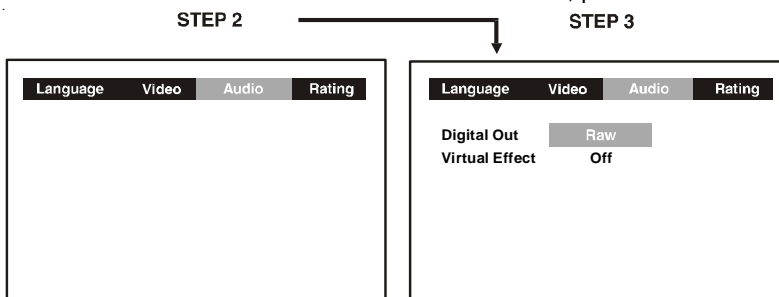 STEP 2
STEP 3
Language Video Audio Rating
Language Video Audio Rating
Digital Out Raw
Virtual Effect Off